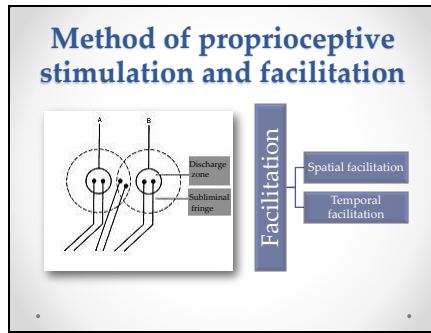 Method of proprioceptive
stimulation and facilitation
A
B
Discharge
zone
Subliminal
fringe
Facilitation
Spatial facilitation
Temporal
facilitation